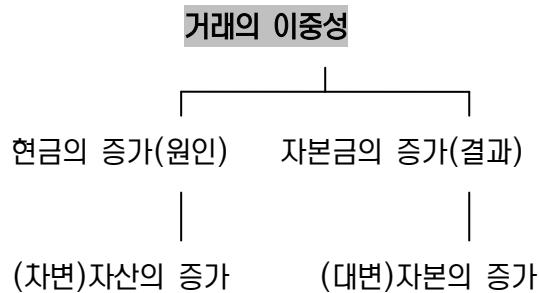 거래의 이중성
현금의 증가(원인) 자본금의 증가(결과)
(차변)자산의 증가 (대변)자본의 증가